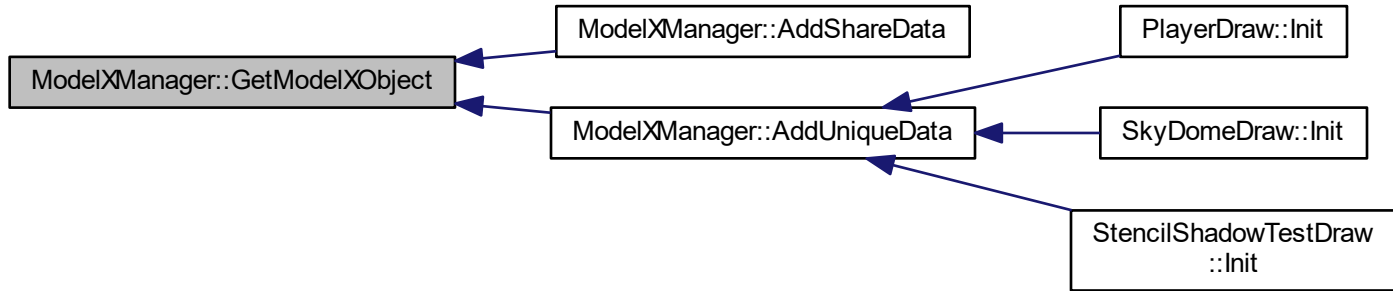 ModelXManager::AddShareData
PlayerDraw::Init
ModelXManager::GetModelXObject
ModelXManager::AddUniqueData
SkyDomeDraw::Init
StencilShadowTestDraw
::Init